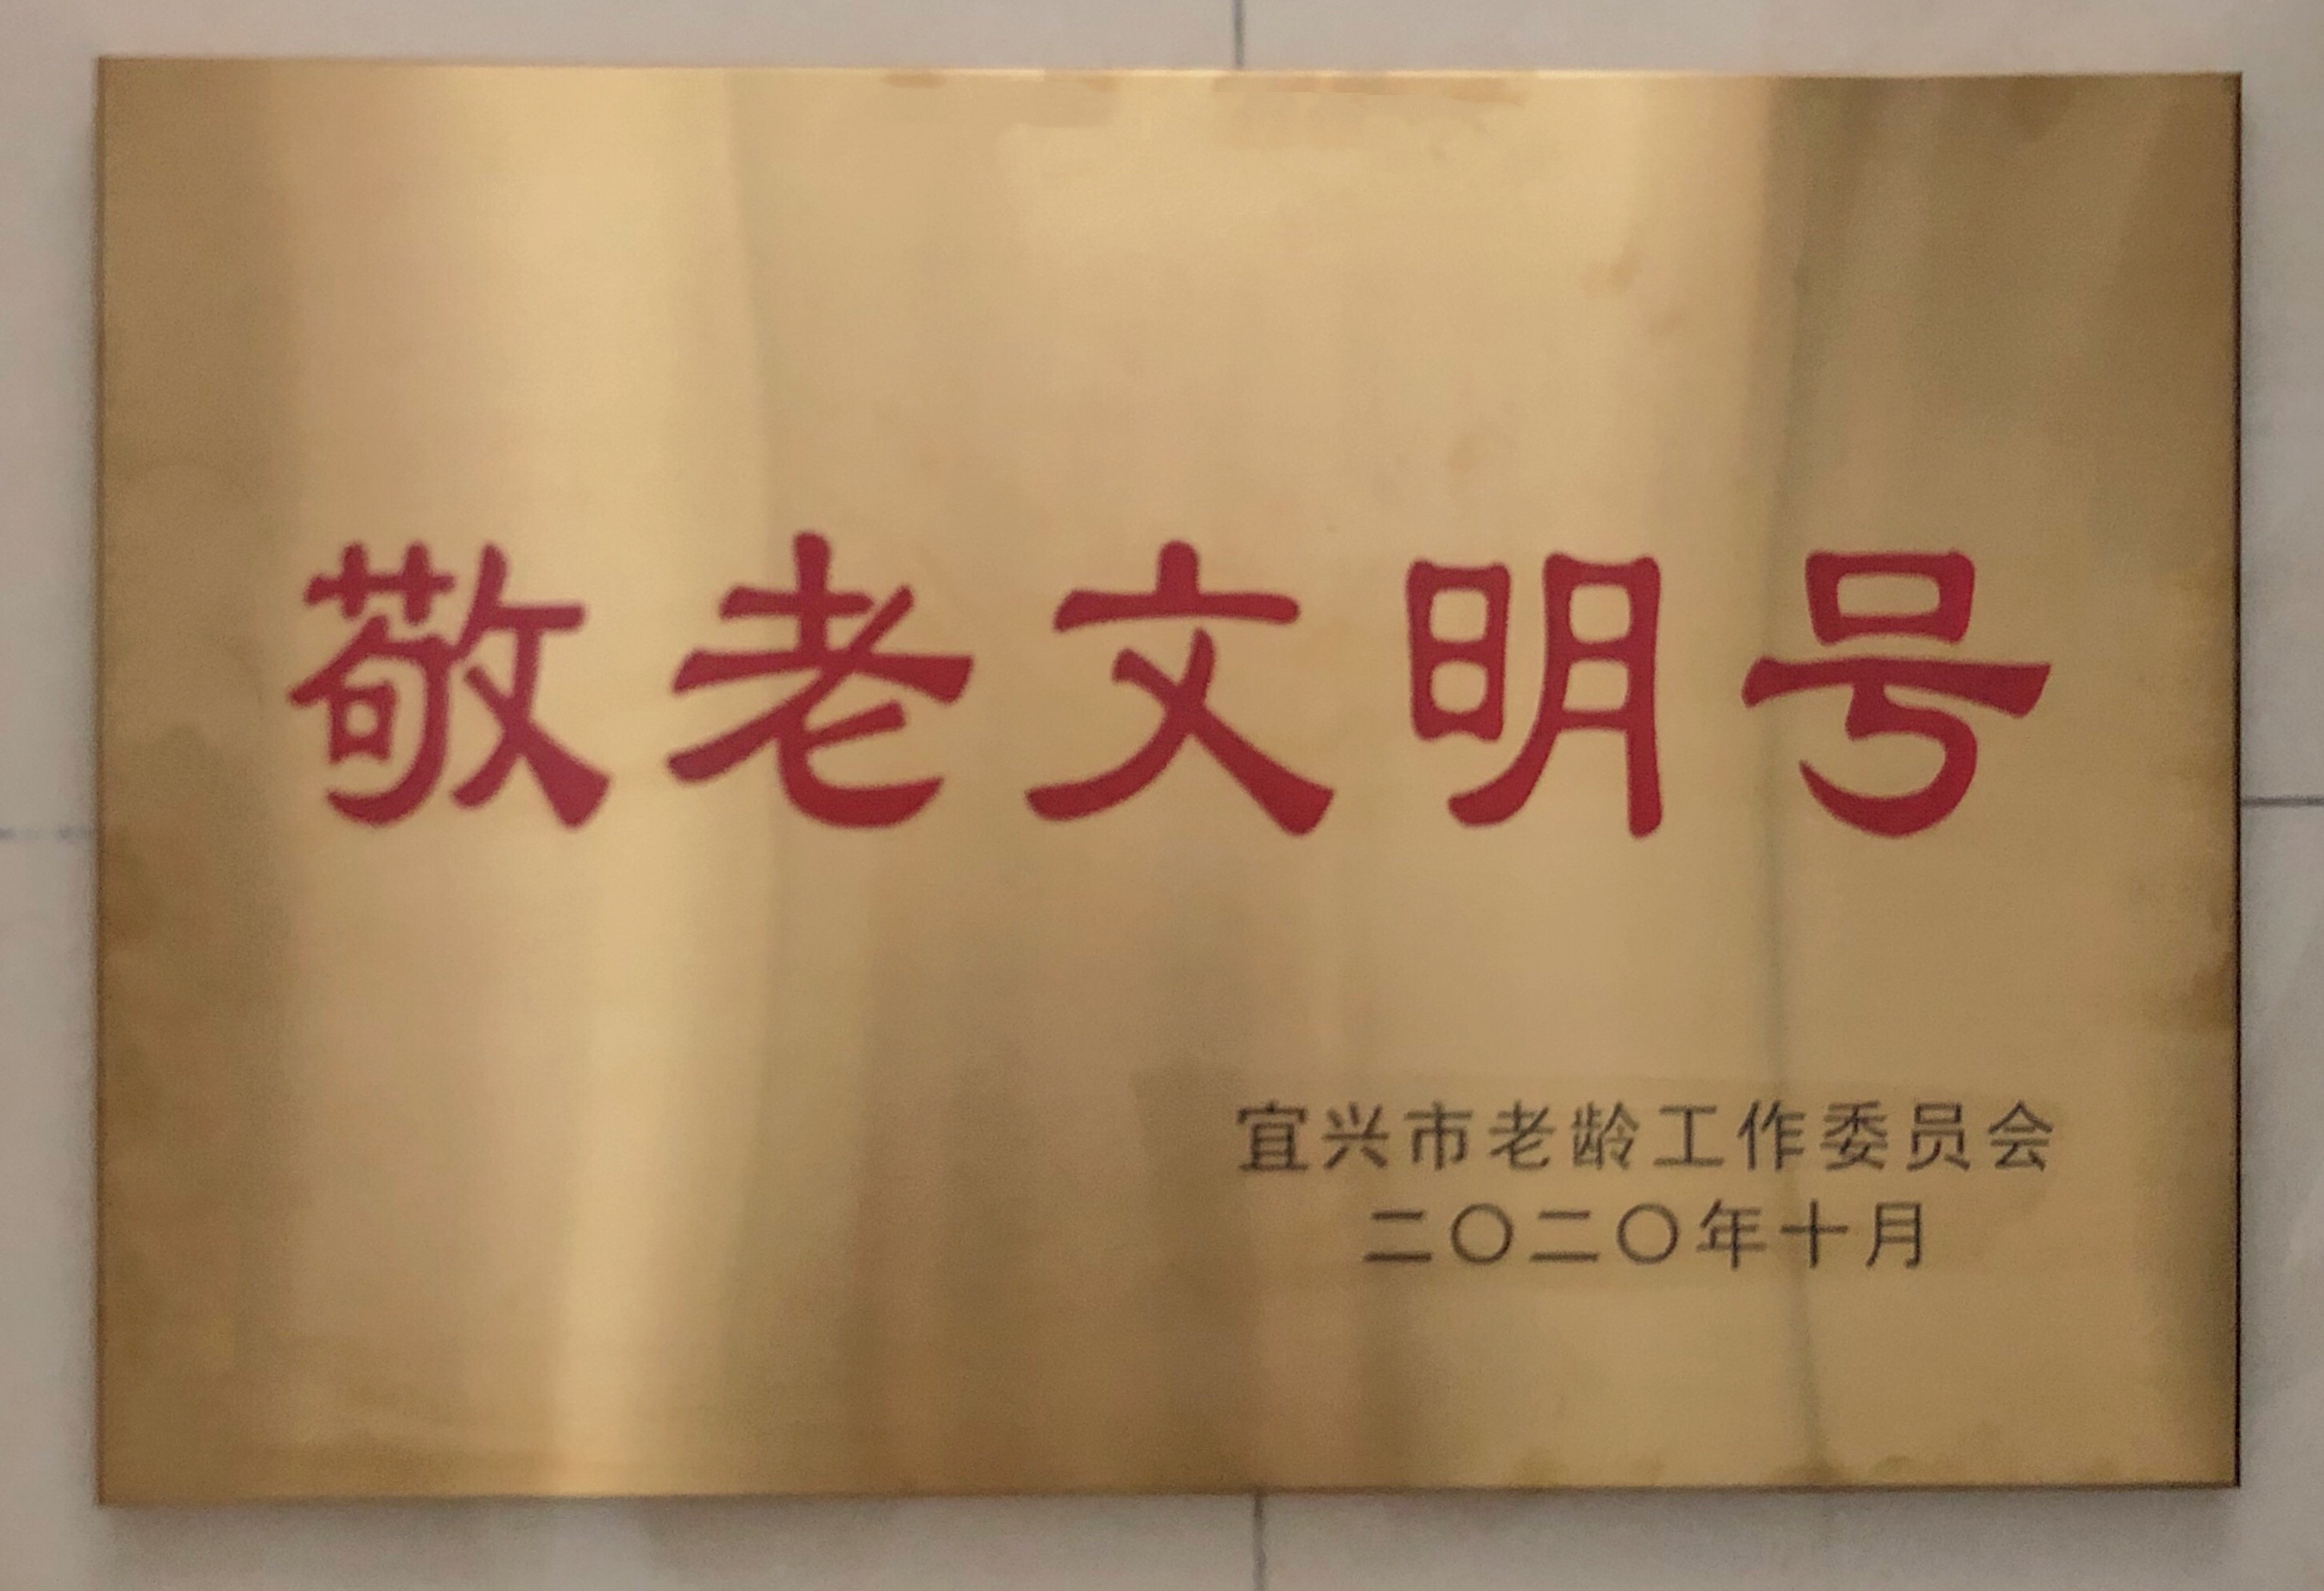 敬老文明号
宜兴市老龄工作委员会
二〇二〇年十月